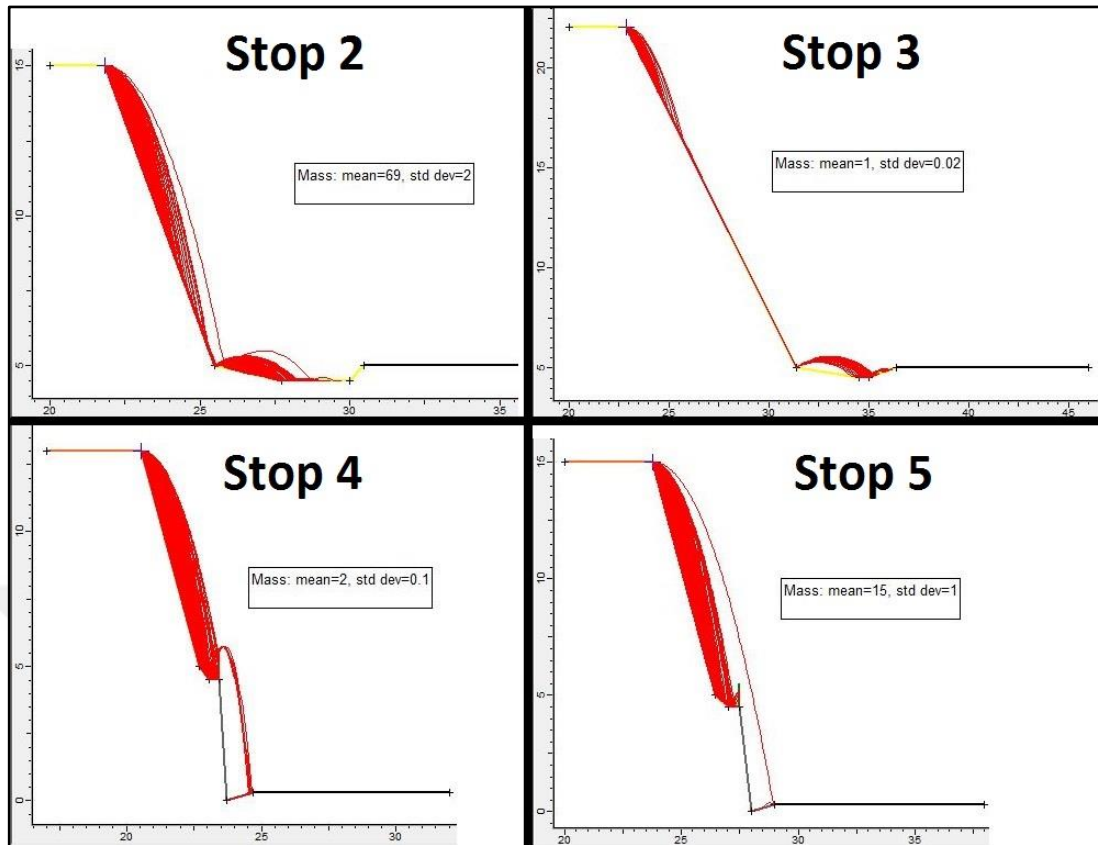 Stop 2
15
10
5
Mass: mean=69, std dev=2
20 25 30 35
Stop 3
20
15
10
5
Mass: mean=1, std dev=0.02
20 25 30 35 40 45
Stop 4
10
5
0
Mass: mean=2, std dev=0.1
20 25 30
Stop 5
15
10
5
0
Mass: mean=15, std dev=1
20 25 30 35